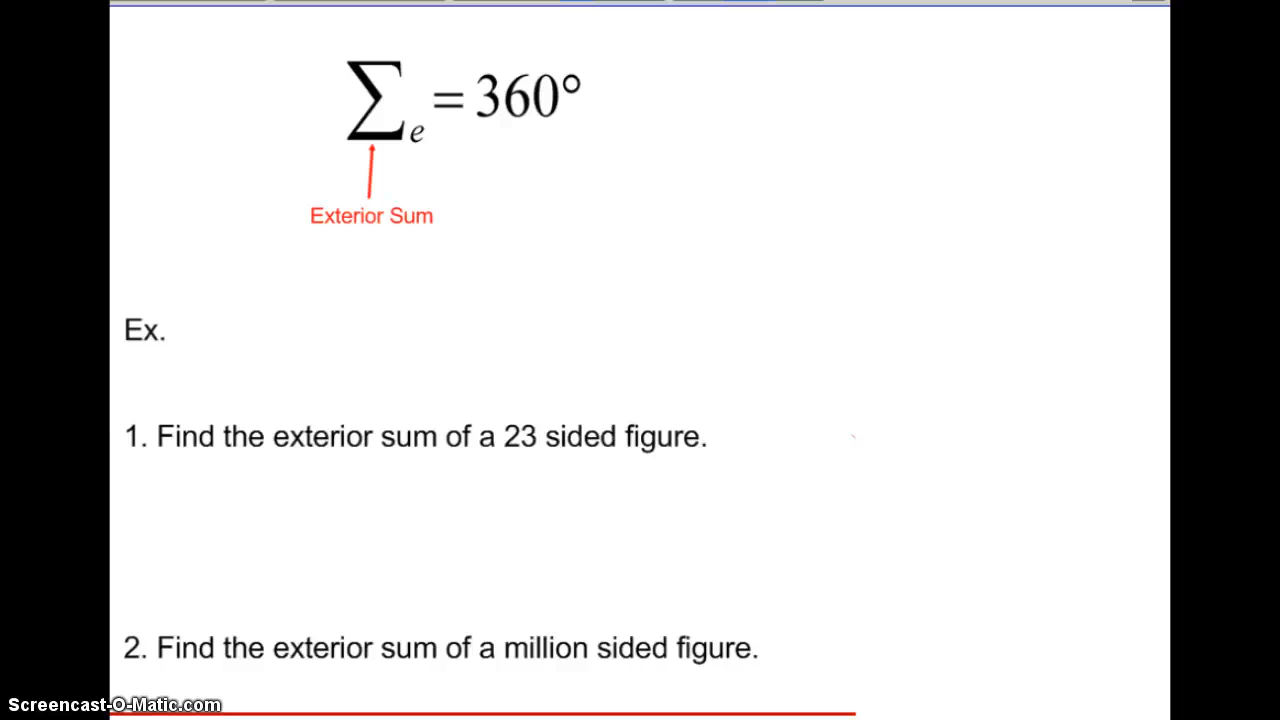 ∑e = 360°
Exterior Sum
Ex.
1. Find the exterior sum of a 23 sided figure.
2. Find the exterior sum of a million sided figure.
Screencast-O-Matic.com